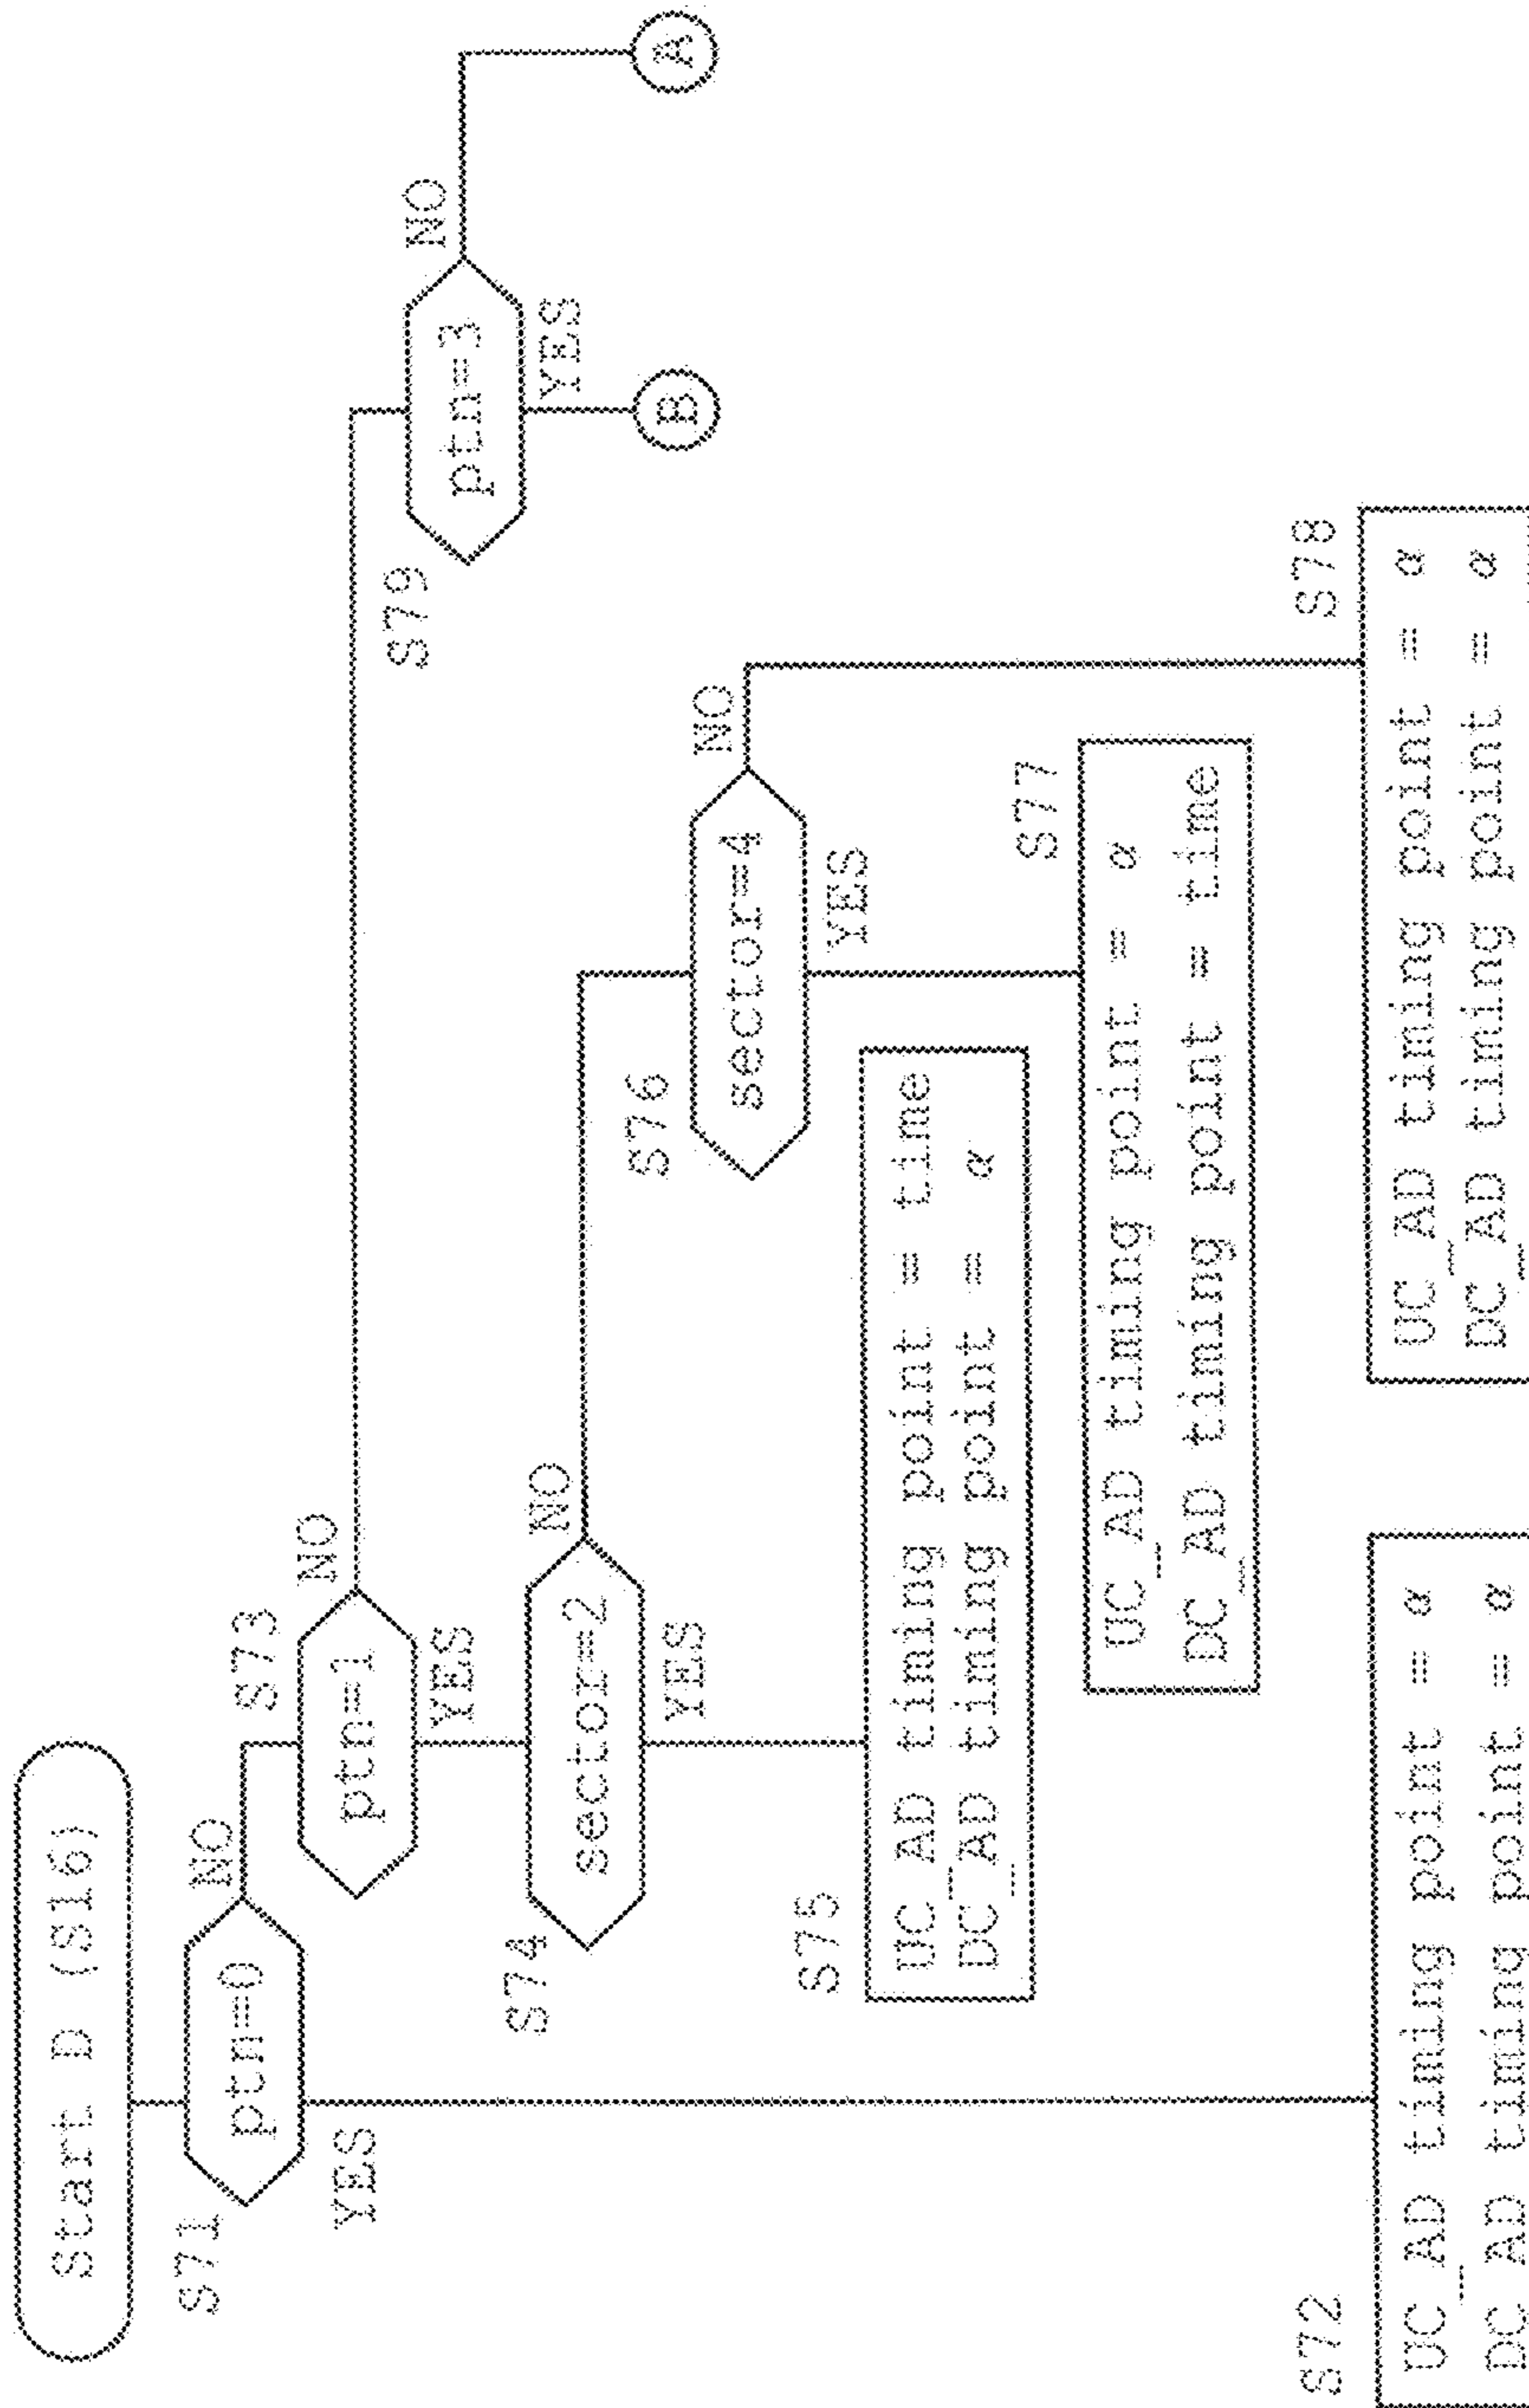 Start D (S16)
S71
ptn=0
NO
YES
S73
ptn=1
NO
YES
S79
ptn=3
NO
YES
B
A
S74
sector=2
NO
YES
S76
sector=4
NO
YES
S75
UC_AD timing point = time
DC_AD timing point = α
S77
UC_AD timing point = α
DC_AD timing point = time
S72
UC_AD timing point = α
DC_AD timing point = α
S78
UC_AD timing point = α
DC_AD timing point = α